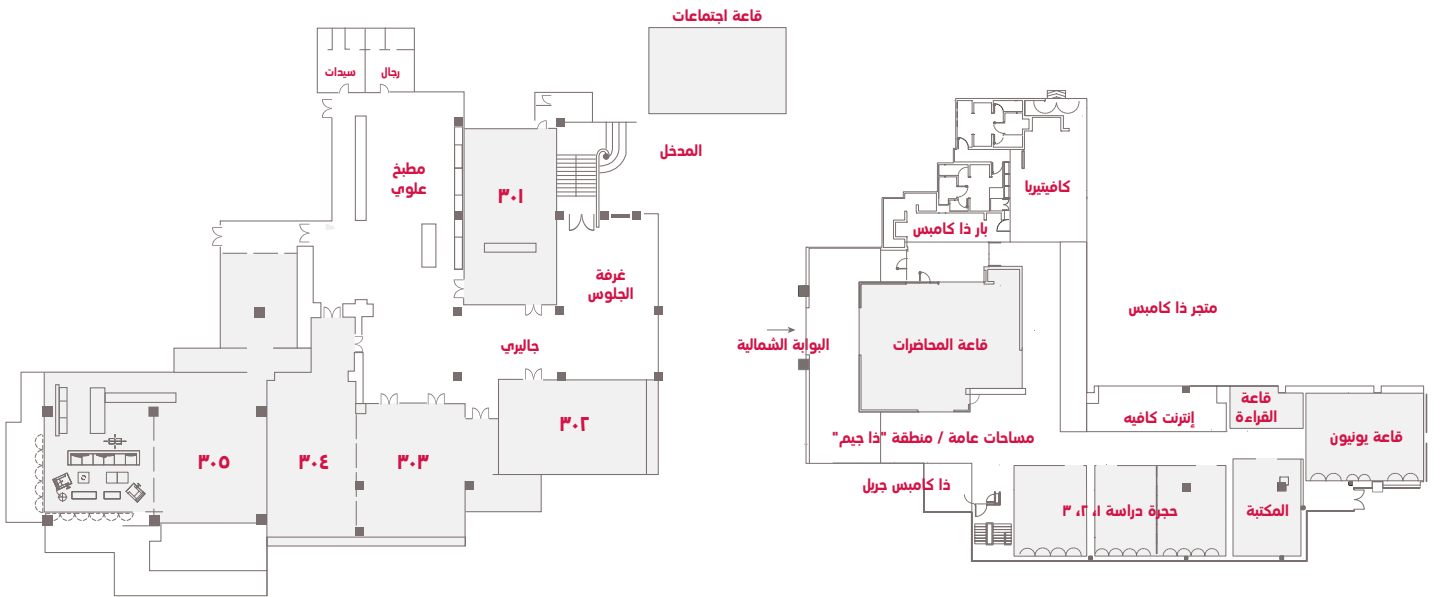 قاعة اجتماعات
سيدات
رجال
المدخل
مطبخ
علوي
٣٠١
غرفة
الجلوس
جاليري
٣٠٢
٣٠٣
٣٠٤
٣٠٥
كافيتيريا
بار ذا كامبس
متجر ذا كامبس
البوابة الشمالية
قاعة المحاضرات
قاعة
القراءة
إنترنت كافيه
قاعة يونيون
مساحات عامة / منطقة "ذا جيم"
ذا كامبس جريل
حجرة دراسة ١، ٢، ٣
المكتبة